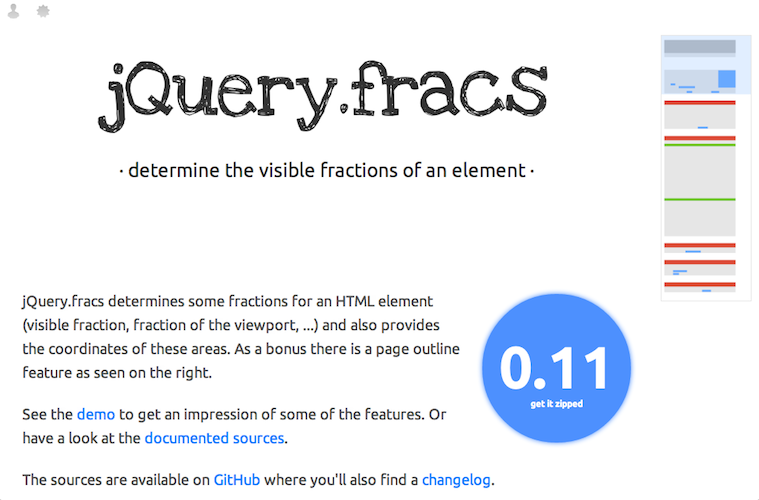 jQuery.fracs
· determine the visible fractions of an element ·
jQuery.fracs determines some fractions for an HTML element
(visible fraction, fraction of the viewport, ...) and also provides
the coordinates of these areas. As a bonus there is a page outline
feature as seen on the right.
0.11
get it zipped
See the demo to get an impression of some of the features. Or
have a look at the documented sources.
The sources are available on GitHub where you'll also find a changelog.